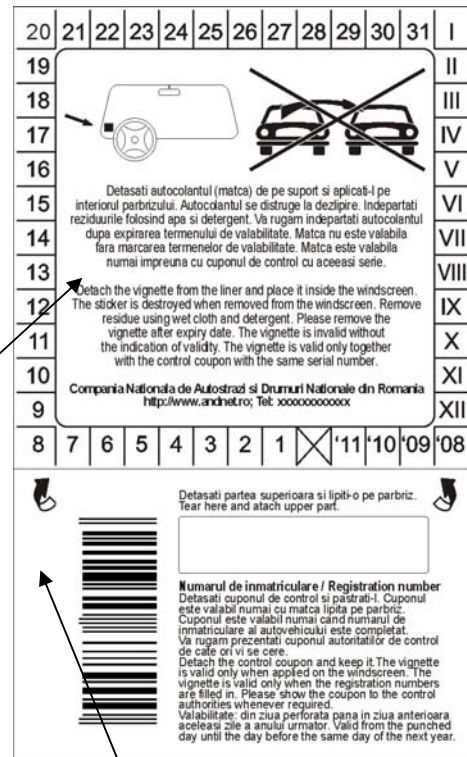 20 21 22 23 24 25 26 27 28 29 30 31 I
19 II
18 III
17 IV
16 V
15 VI
14 VII
13 VIII
12 IX
11 X
10 XI
9 XII
Detasati autocolantul (matca) de pe suport si aplicati-l pe
interiorul parbrizului. Autocolantul se distruge la dezlipire. Indepartati
reziduurile folosind apa si detergent. Va rugam indepartati autocolantul
dupa expirarea termenului de valabilitate. Matca nu este valabila
fara marcarea termenelor de valabilitate. Matca este valabila
numai impreuna cu cuponul de control cu aceeasi serie.
Detach the vignette from the liner and place it inside the windscreen.
The sticker is destroyed when removed from the windscreen. Remove
residue using wet cloth and detergent. Please remove the
vignette after expiry date. The vignette is invalid without
the indication of validity. The vignette is valid only together
with the control coupon with the same serial number.
Compania Nationala de Autostrazi si Drumuri Nationale din Romania
http://www.andnet.ro; Tel: xxxxxxxxxxxx
8 7 6 5 4 3 2 1 '11 '10 '09 '08
Detasati partea superioara si lipiti-o pe parbriz.
Tear here and atach upper part.
Numarul de inmatriculare / Registration number
Detasati cuponul de control si pastrati-l. Cuponul
este valabil numai cu matca lipita pe parbriz.
Cuponul este valabil numai cand numarul de
inmatriculare al autovehicului este completat.
Va rugam prezentati cuponul autoritatilor de control
de cate ori vi se cere.
Detach the control coupon and keep it. The vignette
is valid only when applied on the windscreen. The
vignette is valid only when the registration numbers
are filled in. Please show the coupon to the control
authorities whenever required.
Valabilitate: din ziua perforata pana in ziua anterioara
aceleasi zile a anului urmator. Valid from the punched
day until the day before the same day of the next year.